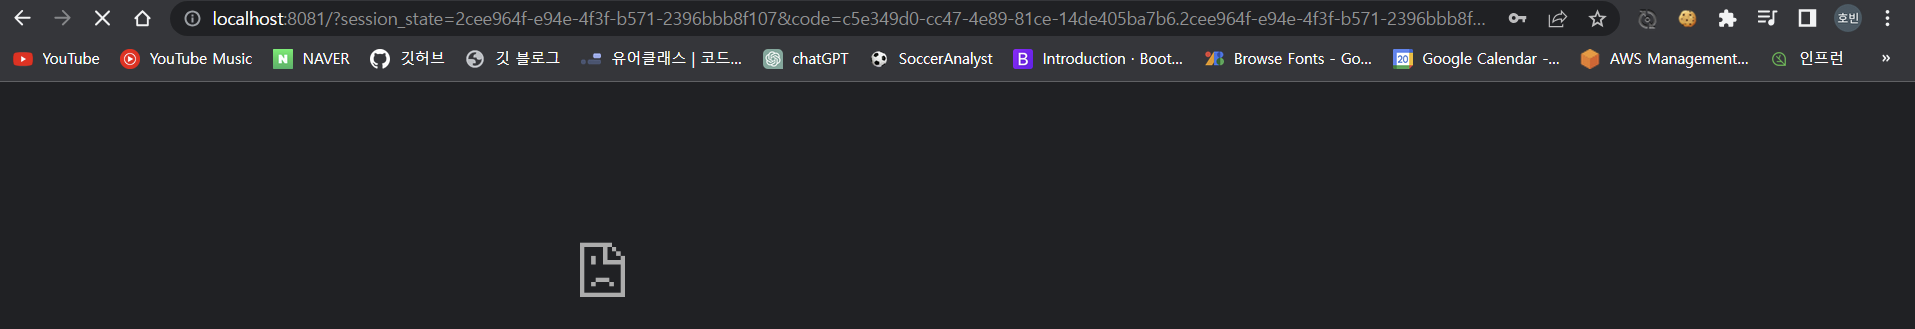 localhost:8081/?session_state=2cee964f-e94e-4f3f-b571-2396bbb8f107&code=c5e349d0-cc47-4e89-81ce-14de405ba7b6.2cee964f-e94e-4f3f-b571-2396bbb8f... 호빈
YouTube YouTube Music NAVER 깃허브 깃 블로그 유어클래스 | 코드... chatGPT SoccerAnalyst Introduction · Boot... Browse Fonts - Go... Google Calendar -... AWS Management... 인프런 »